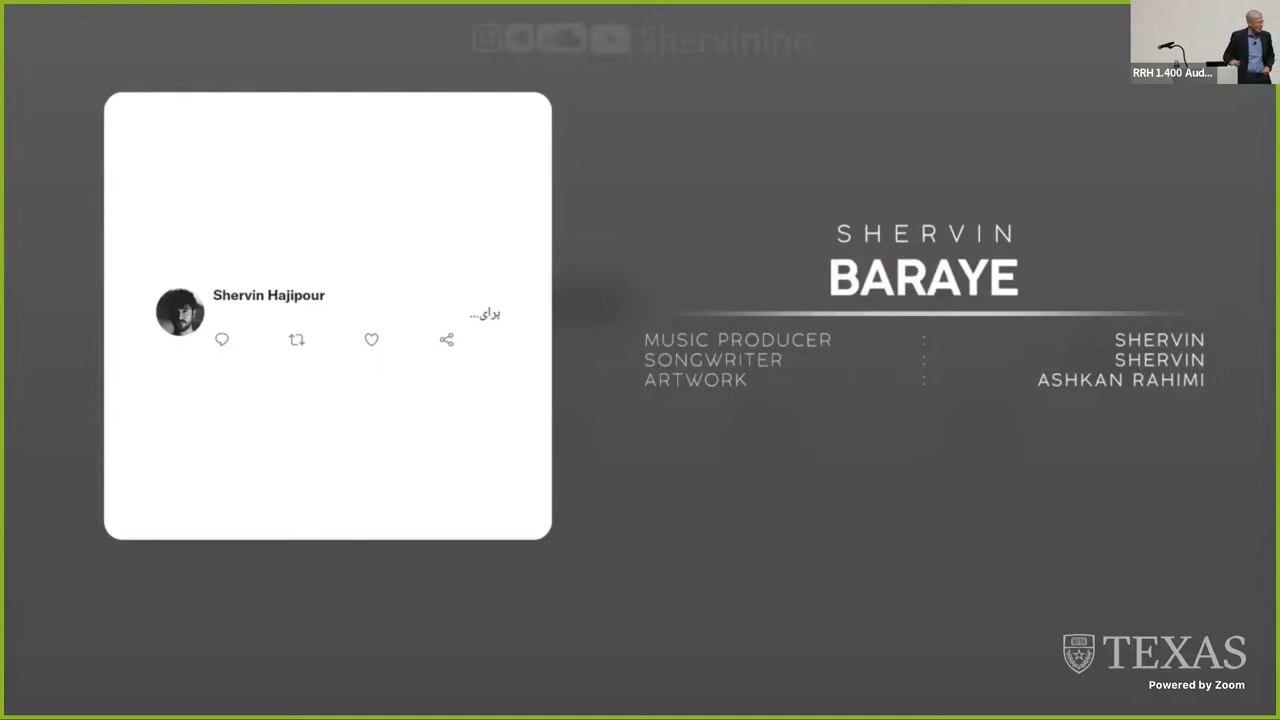 Shervinine
RRH 1.400 Aud...
Shervin Hajipour
برای...
SHERVIN
BARAYE
MUSIC PRODUCER : SHERVIN
SONGWRITER : SHERVIN
ARTWORK : ASHKAN RAHIMI
TEXAS
Powered by Zoom